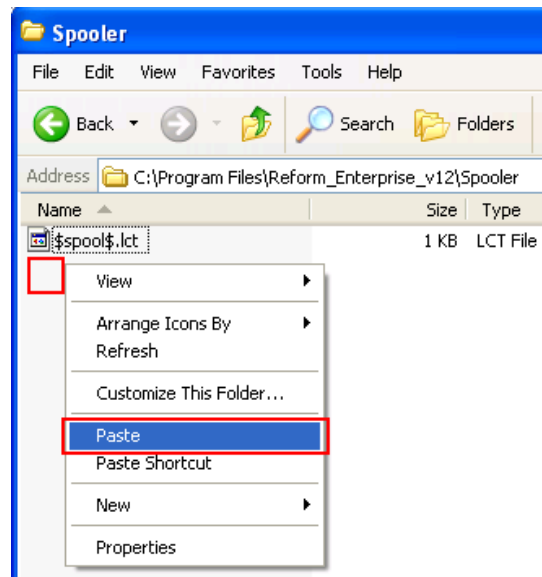 Spooler
File Edit View Favorites Tools Help
Back Search Folders
Address C:\Program Files\Reform_Enterprise_v12\Spooler
Name Size Type
$spool$.lct 1 KB LCT File
View
Arrange Icons By
Refresh
Customize This Folder...
Paste
Paste Shortcut
New
Properties